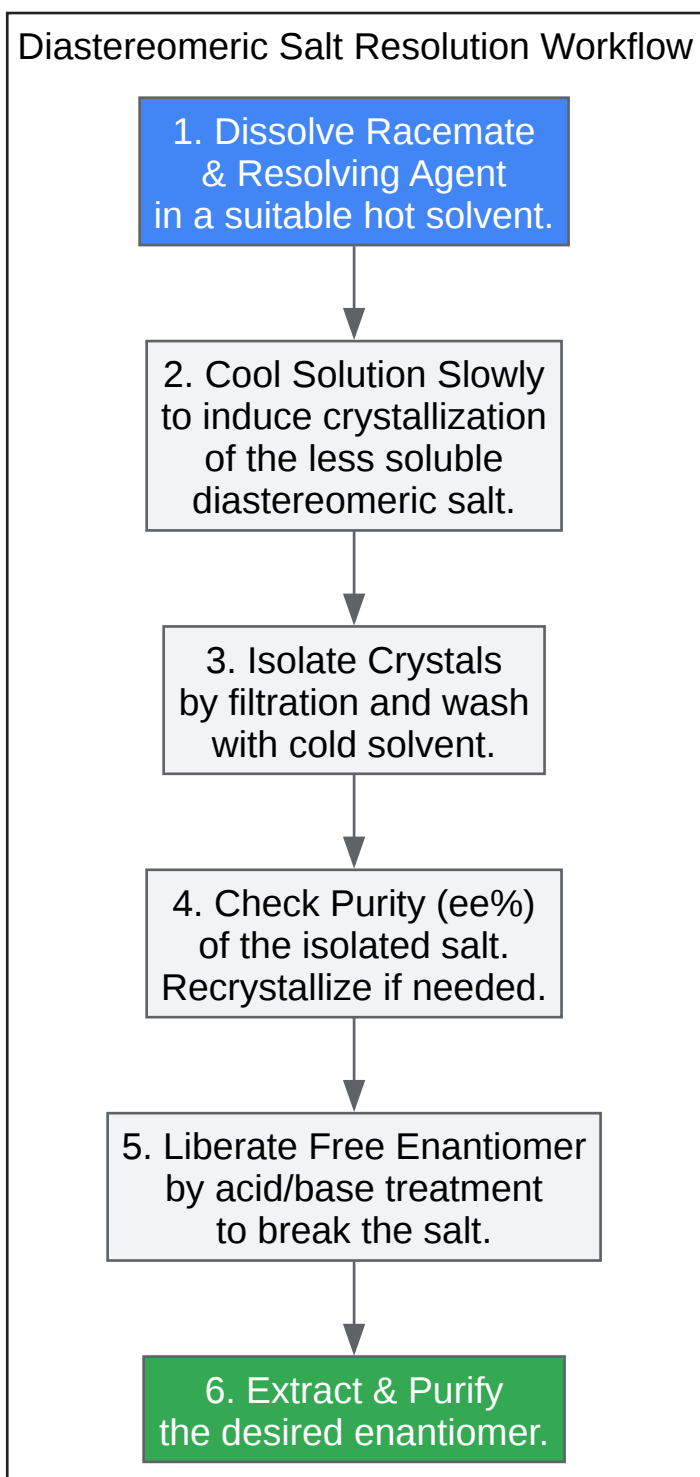 Diastereomeric Salt Resolution Workflow
1. Dissolve Racemate
& Resolving Agent
in a suitable hot solvent.
2. Cool Solution Slowly
to induce crystallization
of the less soluble
diastereomeric salt.
3. Isolate Crystals
by filtration and wash
with cold solvent.
4. Check Purity (ee%)
of the isolated salt.
Recrystallize if needed.
5. Liberate Free Enantiomer
by acid/base treatment
to break the salt.
6. Extract & Purify
the desired enantiomer.